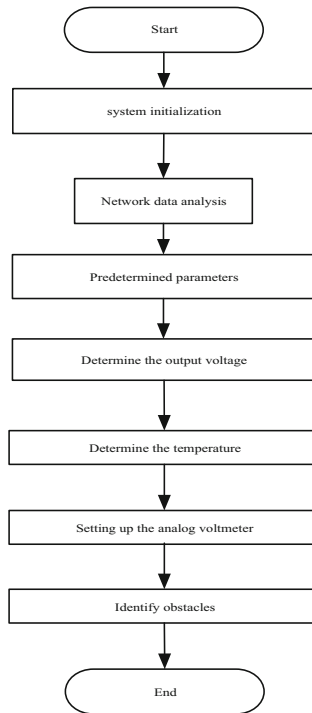 Start
system initialization
Network data analysis
Predetermined parameters
Determine the output voltage
Determine the temperature
Setting up the analog voltmeter
Identify obstacles
End